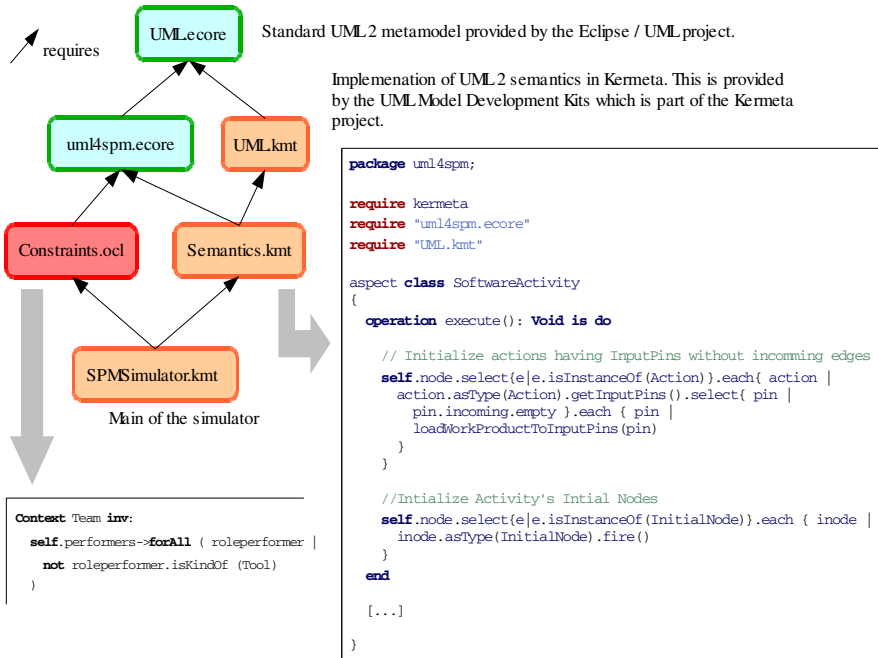 UML.ecore
Standard UML 2 metamodel provided by the Eclipse / UML project.
requires
Implemenation of UML 2 semantics in Kermeta. This is provided
by the UML Model Development Kits which is part of the Kermeta
project.
uml4spm.ecore
UML.kmt
Constraints.ocl
Semantics.kmt
SPMSimulator.kmt
Main of the simulator
Context Team inv:
self.performers->forAll ( roleperformer |
not roleperformer.isKindOf (Tool)
)
package uml4spm;
require kermeta
require "uml4spm.ecore"
require "UML.kmt"
aspect class SoftwareActivity
{
operation execute(): Void is do
// Initialize actions having InputPins without incomming edges
self.node.select{e|e.isInstanceOf(Action)}.each{ action |
action.asType(Action).getInputPins().select{ pin |
pin.incoming.empty }.each { pin |
loadWorkProductToInputPins(pin)
}
}
//Intialize Activity's Intial Nodes
self.node.select{e|e.isInstanceOf(InitialNode)}.each { inode |
inode.asType(InitialNode).fire()
}
end
[...]
}